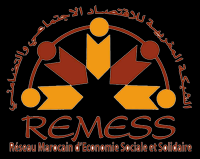 الشبكة المغربية للاقتصاد الاجتماعي والتضامني
REMESS
Réseau Marocain d'Economie Sociale et Solidaire